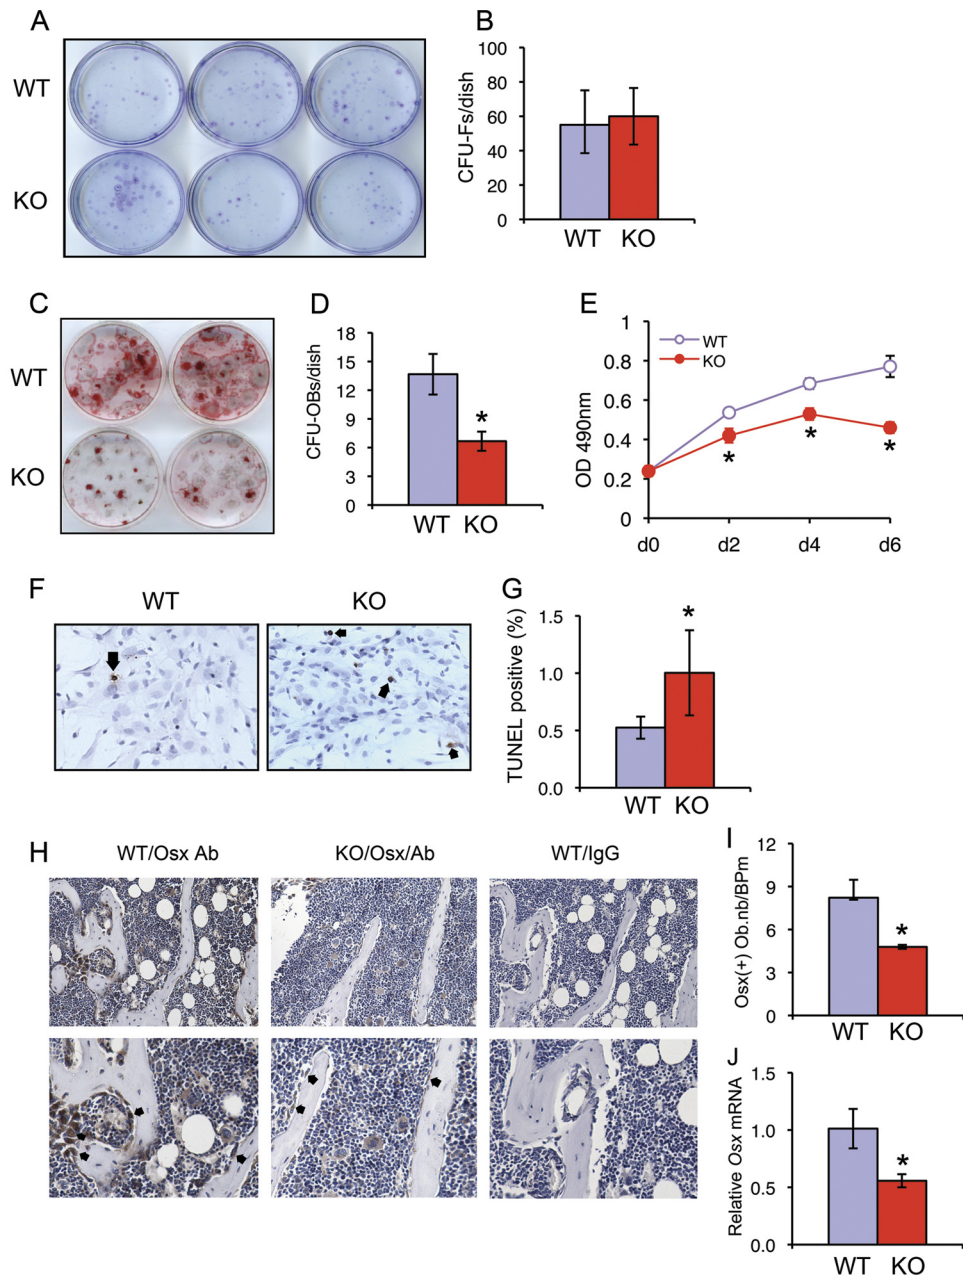 A
WT
KO
B
CFU-Fs/dish
100
80
60
40
20
0
WT KO
C
WT
KO
D
CFU-OBs/dish
18
15
12
9
6
3
0
*
WT KO
E
OD 490nm
1
0.8
0.6
0.4
0.2
0
WT
KO
* * *
d0 d2 d4 d6
F
WT KO
G
TUNEL positive (%)
1.5
1.0
0.5
0.0
*
WT KO
H
WT/Osx Ab KO/Osx/Ab WT/IgG
I
Osx(+) Ob.nb/BPm
12
9
6
3
0
*
WT KO
J
Relative Osx mRNA
1.5
1.0
0.5
0.0
*
WT KO